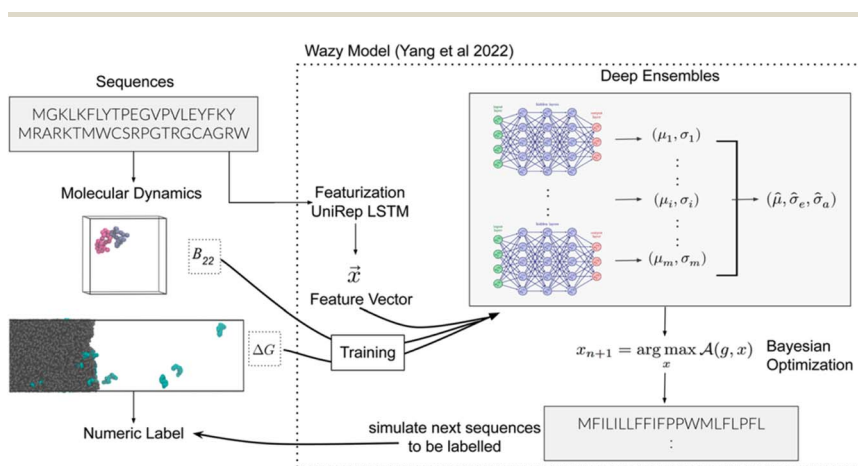 Wazy Model (Yang et al 2022)
Sequences
MGKLKFLYTPEGVPVLEYFKY
MRARKTMWCSRPGTRGCAGRW
Molecular Dynamics
B22
ΔG
Numeric Label
Featurization
UniRep LSTM
x⃗
Feature Vector
Training
Deep Ensembles
(μ₁, σ₁)
⋮
⋮
(μᵢ, σᵢ)
⋮
⋮
(μₘ, σₘ)
(μ̂, σ̂ₑ, σ̂ₐ)
xₙ₊₁ = arg max 𝒜(g, x)
x
Bayesian
Optimization
MFILILLFFIFPPWMLFLPFL
:
simulate next sequences
to be labelled